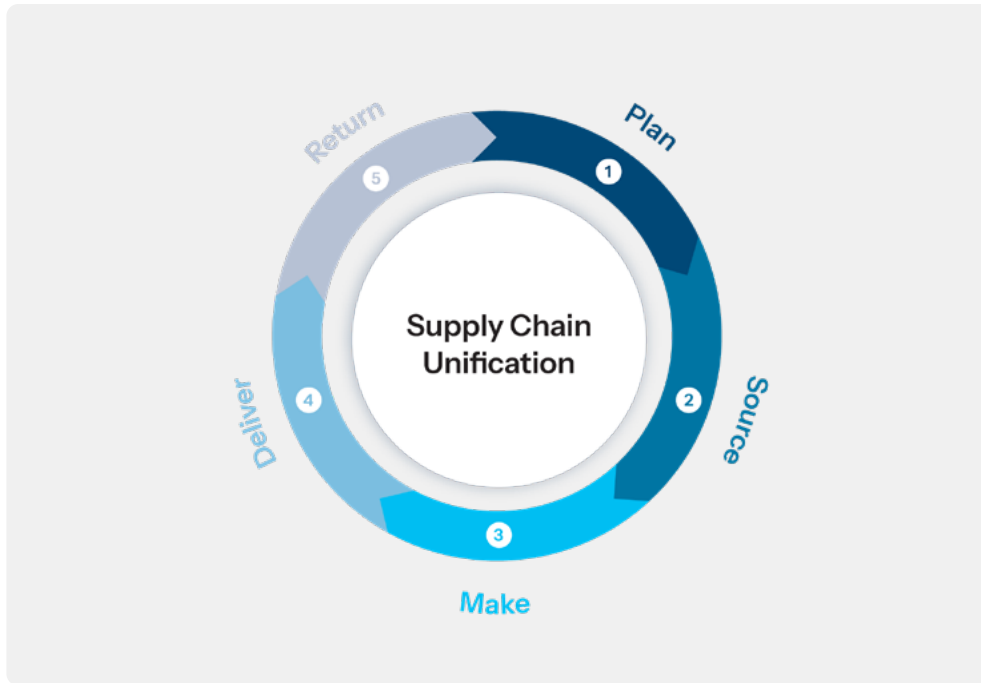 Plan
1
Source
2
Make
3
Deliver
4
Return
5
Supply Chain
Unification